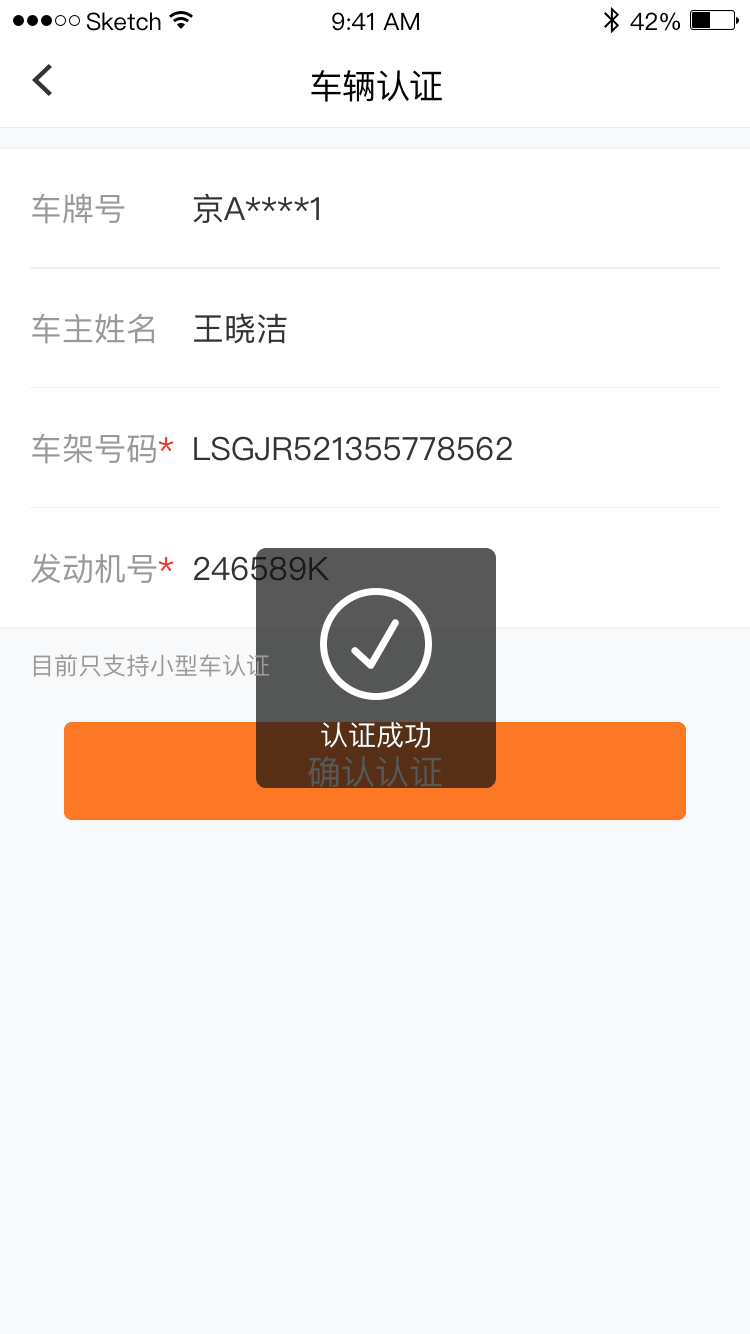 Sketch 9:41 AM 42%
车辆认证
车牌号 京A****1
车主姓名 王晓洁
车架号码* LSGJR521355778562
发动机号* 246589K
目前只支持小型车认证
认证成功
确认认证